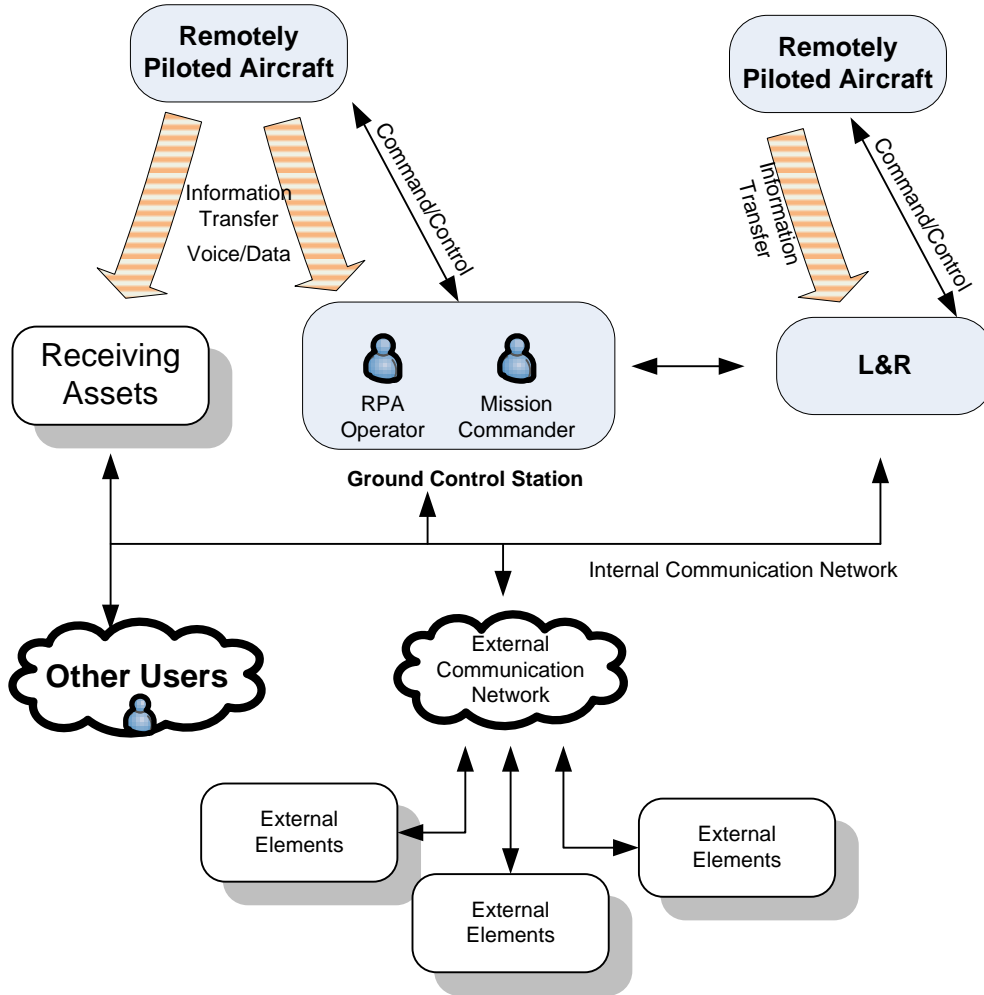 Remotely
Piloted Aircraft
Remotely
Piloted Aircraft
Command/Control
Information
Transfer
Voice/Data
Information
Transfer
Command/Control
Receiving
Assets
RPA
Operator
Mission
Commander
L&R
Ground Control Station
Internal Communication Network
Other Users
External
Communication
Network
External
Elements
External
Elements
External
Elements